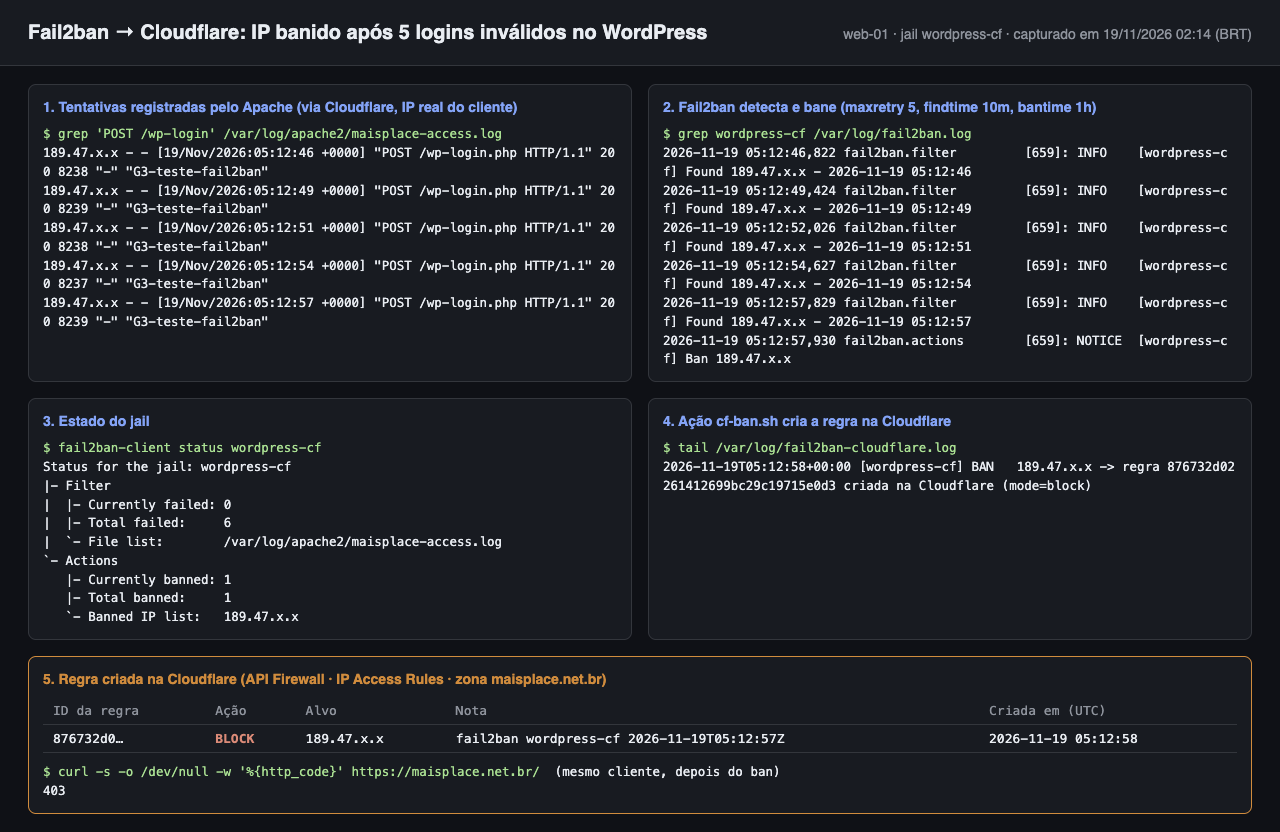 Fail2ban → Cloudflare: IP banido após 5 logins inválidos no WordPress
web-01 · jail wordpress-cf · capturado em 19/11/2026 02:14 (BRT)
1. Tentativas registradas pelo Apache (via Cloudflare, IP real do cliente)
$ grep 'POST /wp-login' /var/log/apache2/maisplace-access.log
189.47.x.x - - [19/Nov/2026:05:12:46 +0000] "POST /wp-login.php HTTP/1.1" 20
0 8238 "-" "G3-teste-fail2ban"
189.47.x.x - - [19/Nov/2026:05:12:49 +0000] "POST /wp-login.php HTTP/1.1" 20
0 8239 "-" "G3-teste-fail2ban"
189.47.x.x - - [19/Nov/2026:05:12:51 +0000] "POST /wp-login.php HTTP/1.1" 20
0 8238 "-" "G3-teste-fail2ban"
189.47.x.x - - [19/Nov/2026:05:12:54 +0000] "POST /wp-login.php HTTP/1.1" 20
0 8237 "-" "G3-teste-fail2ban"
189.47.x.x - - [19/Nov/2026:05:12:57 +0000] "POST /wp-login.php HTTP/1.1" 20
0 8239 "-" "G3-teste-fail2ban"
2. Fail2ban detecta e bane (maxretry 5, findtime 10m, bantime 1h)
$ grep wordpress-cf /var/log/fail2ban.log
2026-11-19 05:12:46,822 fail2ban.filter         [659]: INFO    [wordpress-c
f] Found 189.47.x.x - 2026-11-19 05:12:46
2026-11-19 05:12:49,424 fail2ban.filter         [659]: INFO    [wordpress-c
f] Found 189.47.x.x - 2026-11-19 05:12:49
2026-11-19 05:12:52,026 fail2ban.filter         [659]: INFO    [wordpress-c
f] Found 189.47.x.x - 2026-11-19 05:12:51
2026-11-19 05:12:54,627 fail2ban.filter         [659]: INFO    [wordpress-c
f] Found 189.47.x.x - 2026-11-19 05:12:54
2026-11-19 05:12:57,829 fail2ban.filter         [659]: INFO    [wordpress-c
f] Found 189.47.x.x - 2026-11-19 05:12:57
2026-11-19 05:12:57,930 fail2ban.actions        [659]: NOTICE  [wordpress-c
f] Ban 189.47.x.x
3. Estado do jail
$ fail2ban-client status wordpress-cf
Status for the jail: wordpress-cf
|- Filter
|  |- Currently failed: 0
|  |- Total failed:     6
|  `- File list:        /var/log/apache2/maisplace-access.log
`- Actions
   |- Currently banned: 1
   |- Total banned:     1
   `- Banned IP list:   189.47.x.x
4. Ação cf-ban.sh cria a regra na Cloudflare
$ tail /var/log/fail2ban-cloudflare.log
2026-11-19T05:12:58+00:00 [wordpress-cf] BAN   189.47.x.x -> regra 876732d02
261412699bc29c19715e0d3 criada na Cloudflare (mode=block)
5. Regra criada na Cloudflare (API Firewall · IP Access Rules · zona maisplace.net.br)
ID da regra Ação Alvo Nota Criada em (UTC)
876732d0… BLOCK 189.47.x.x fail2ban wordpress-cf 2026-11-19T05:12:57Z 2026-11-19 05:12:58
$ curl -s -o /dev/null -w '%{http_code}' https://maisplace.net.br/  (mesmo cliente, depois do ban)
403